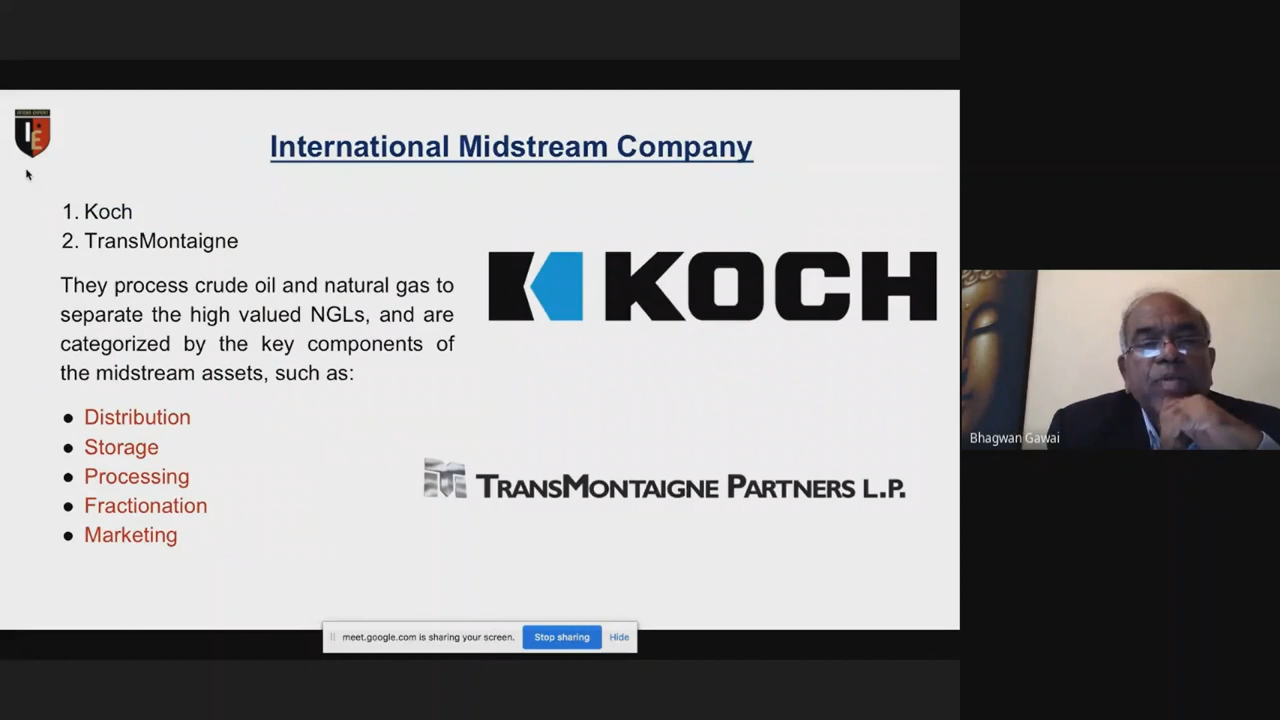 International Midstream Company
1. Koch
2. TransMontaigne
They process crude oil and natural gas to
separate the high valued NGLs, and are
categorized by the key components of
the midstream assets, such as:
● Distribution
● Storage
● Processing
● Fractionation
● Marketing
KOCH
TRANSMONTAIGNE PARTNERS L.P.
IE
Bhagwan Gawai
meet.google.com is sharing your screen. Stop sharing Hide